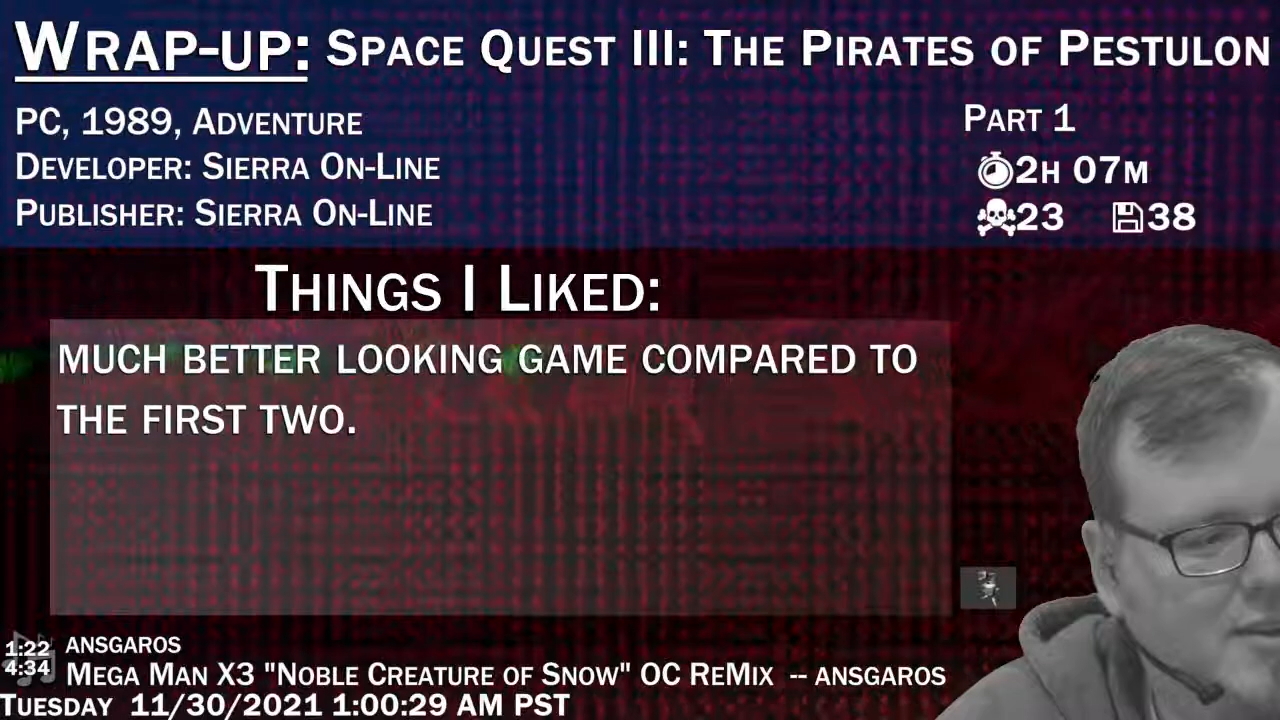 Wrap-up: Space Quest III: The Pirates of Pestulon
PC, 1989, Adventure
Developer: Sierra On-Line
Publisher: Sierra On-Line
Part 1
2h 07m
23 38
Things I Liked:
MUCH BETTER LOOKING GAME COMPARED TO
THE FIRST TWO.
1:22
4:34
ANSGAROS
Mega Man X3 "Noble Creature of Snow" OC ReMix -- ANSGAROS
Tuesday 11/30/2021 1:00:29 AM PST